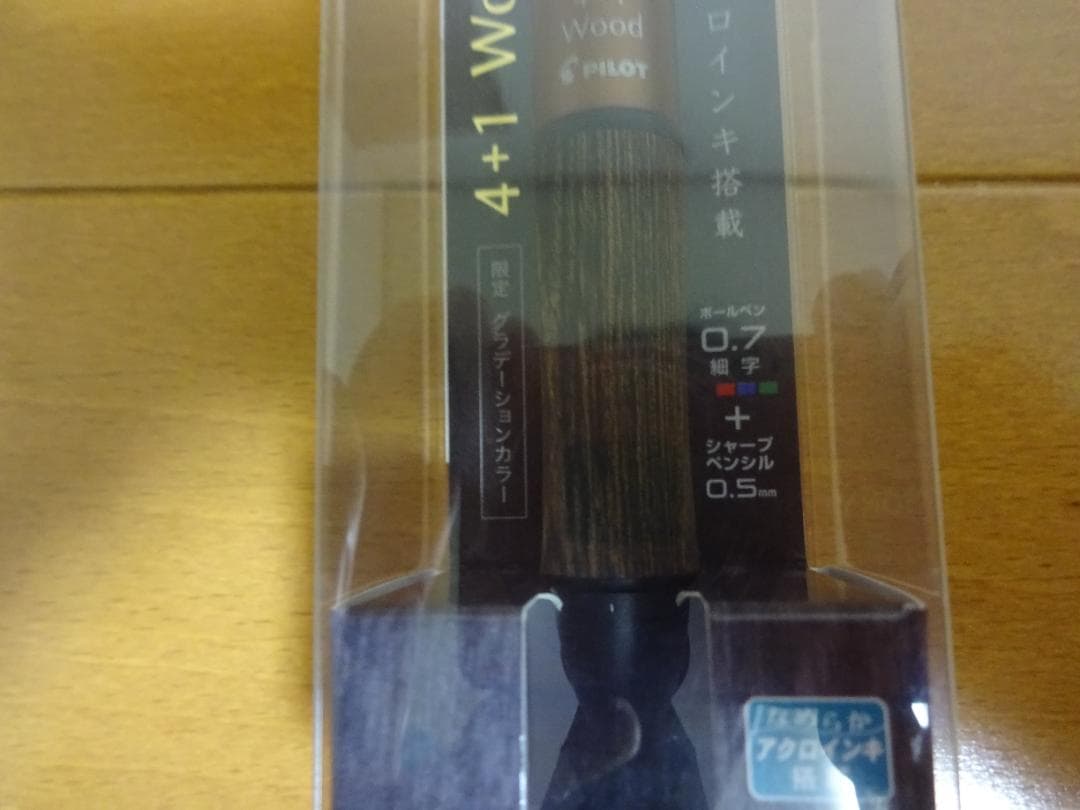 4+1 Wo
限定 グラデーションカラー
Wood
PILOT
ロインキ搭載
ボールペン
0.7
細字
+
シャープ
ペンシル
0.5mm
なめらか
アクロインキ